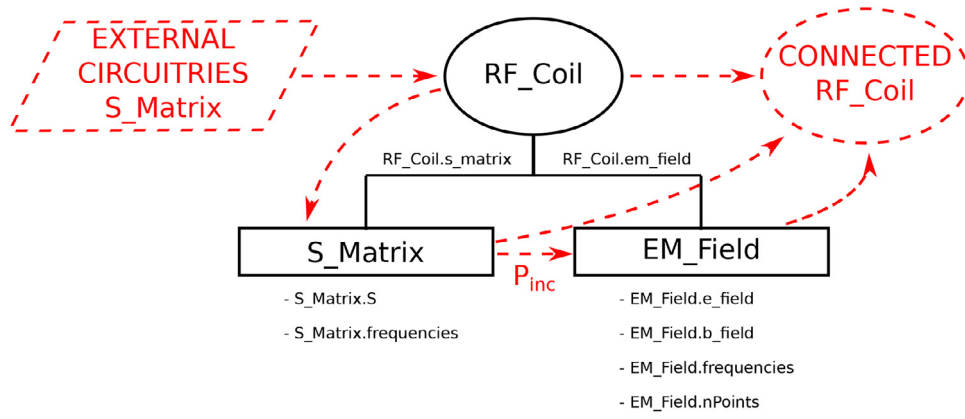 EXTERNAL
CIRCUITRIES
S_Matrix
RF_Coil
CONNECTED
RF_Coil
RF_Coil.s_matrix
RF_Coil.em_field
S_Matrix
P_inc
EM_Field
- S_Matrix.S
- S_Matrix.frequencies
- EM_Field.e_field
- EM_Field.b_field
- EM_Field.frequencies
- EM_Field.nPoints